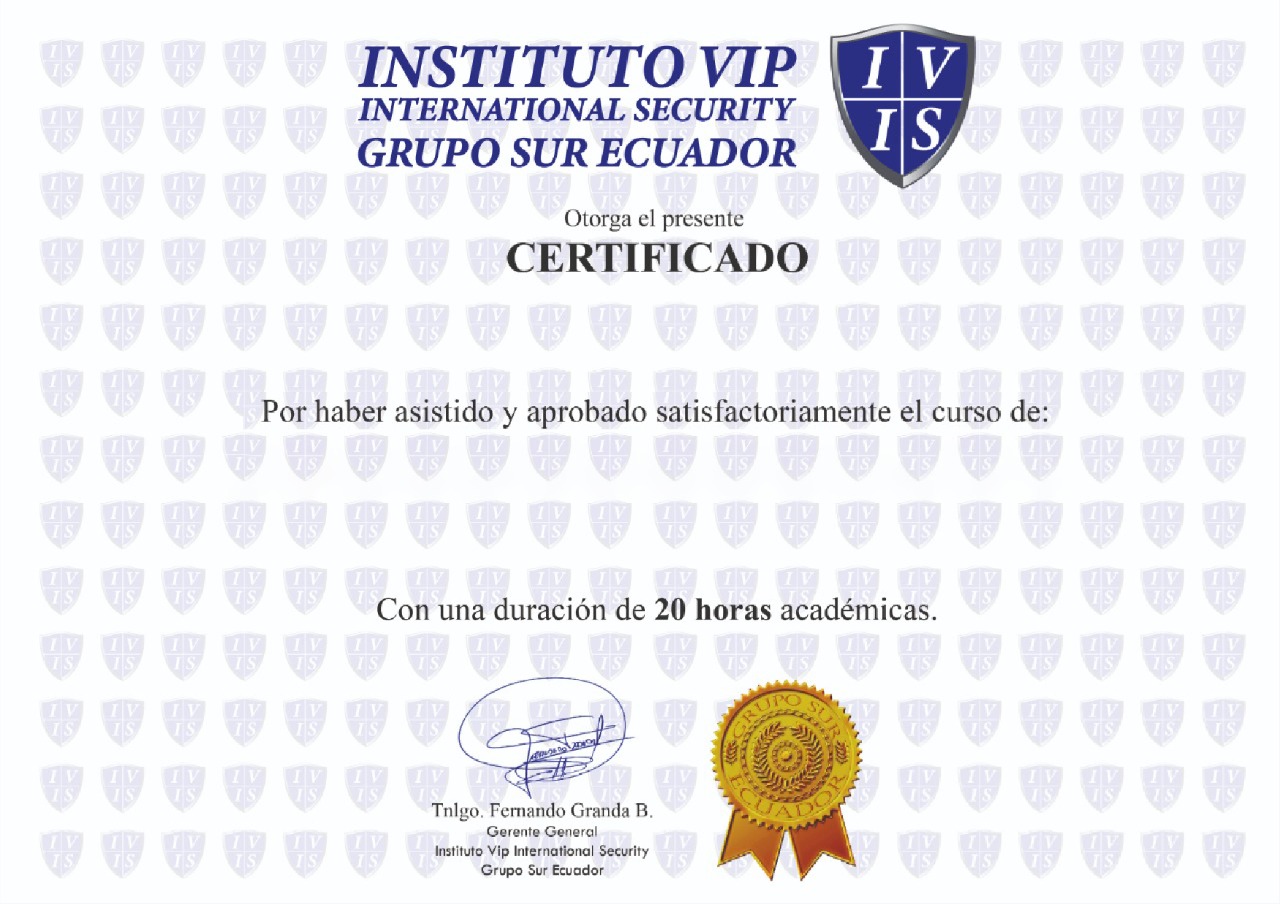 INSTITUTO VIP
INTERNATIONAL SECURITY
GRUPO SUR ECUADOR
I V
I S
Otorga el presente
CERTIFICADO
Por haber asistido y aprobado satisfactoriamente el curso de:
Con una duración de 20 horas académicas.
Tnlgo. Fernando Granda B.
Gerente General
Instituto Vip International Security
Grupo Sur Ecuador
GRUPO SUR
ECUADOR